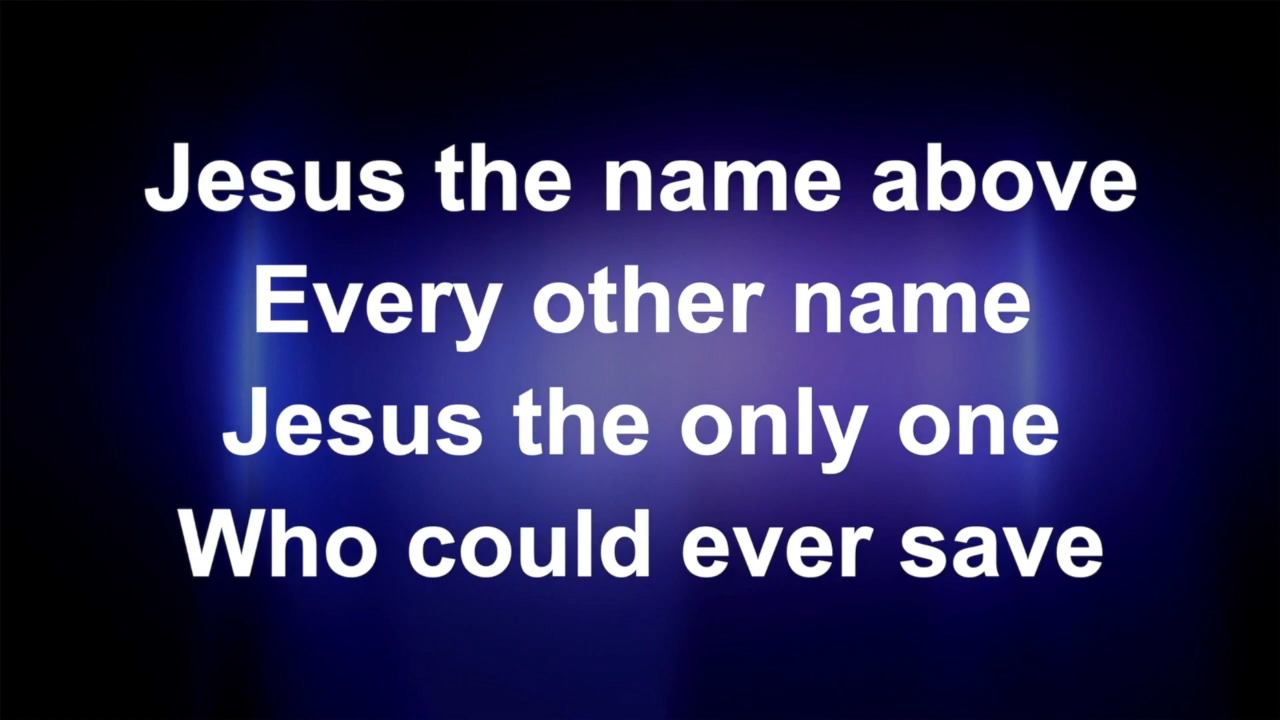 Jesus the name above
Every other name
Jesus the only one
Who could ever save